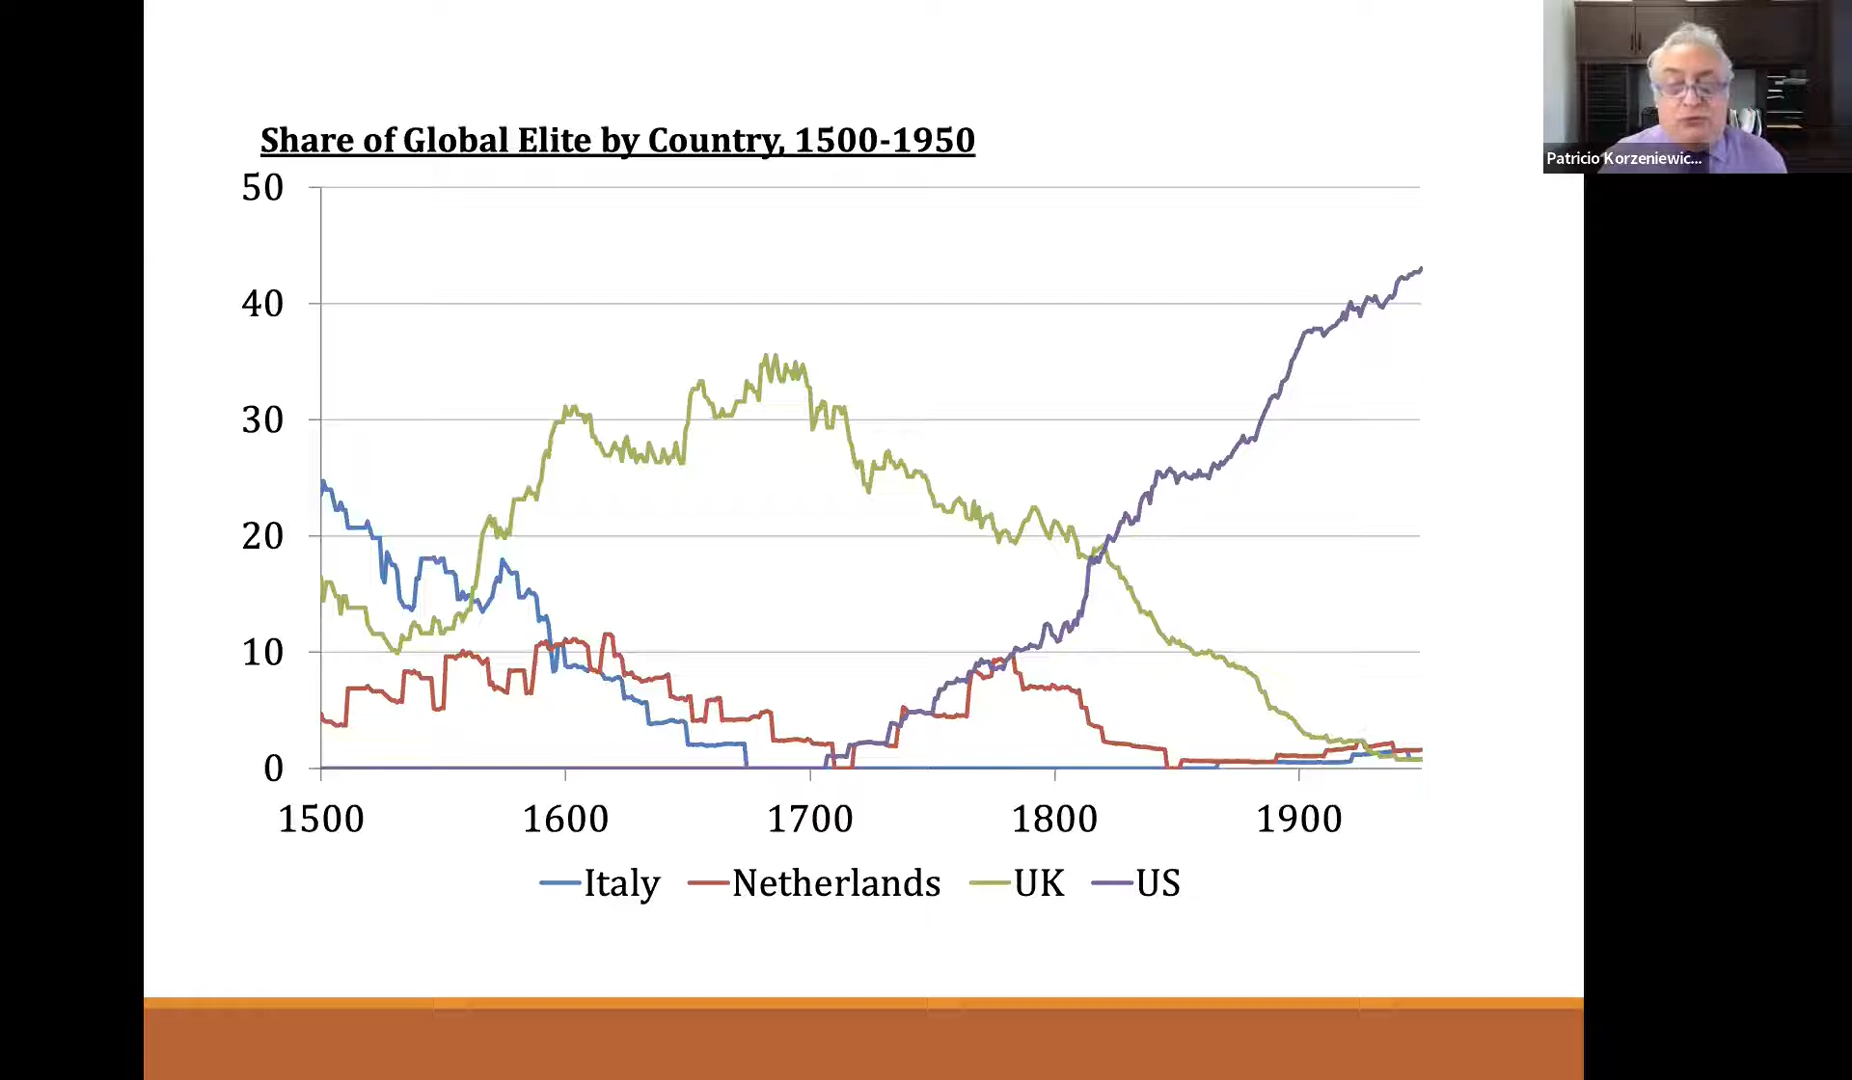 Share of Global Elite by Country, 1500-1950
Patricio Korzeniewic...
50
40
30
20
10
0
1500 1600 1700 1800 1900
Italy Netherlands UK US